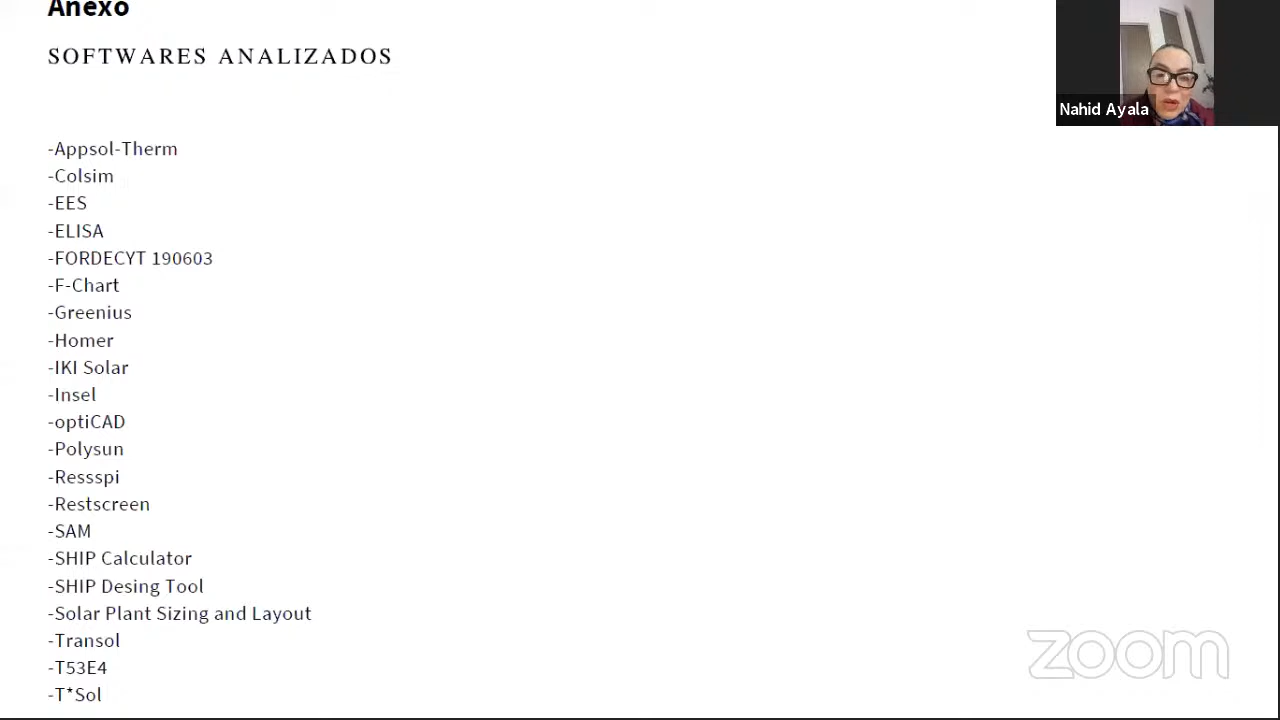 Anexo
SOFTWARES ANALIZADOS
Nahid Ayala
-Appsol-Therm
-Colsim
-EES
-ELISA
-FORDECYT 190603
-F-Chart
-Greenius
-Homer
-IKI Solar
-Insel
-optiCAD
-Polysun
-Ressspi
-Restscreen
-SAM
-SHIP Calculator
-SHIP Desing Tool
-Solar Plant Sizing and Layout
-Transol
-T53E4
-T*Sol
zoom